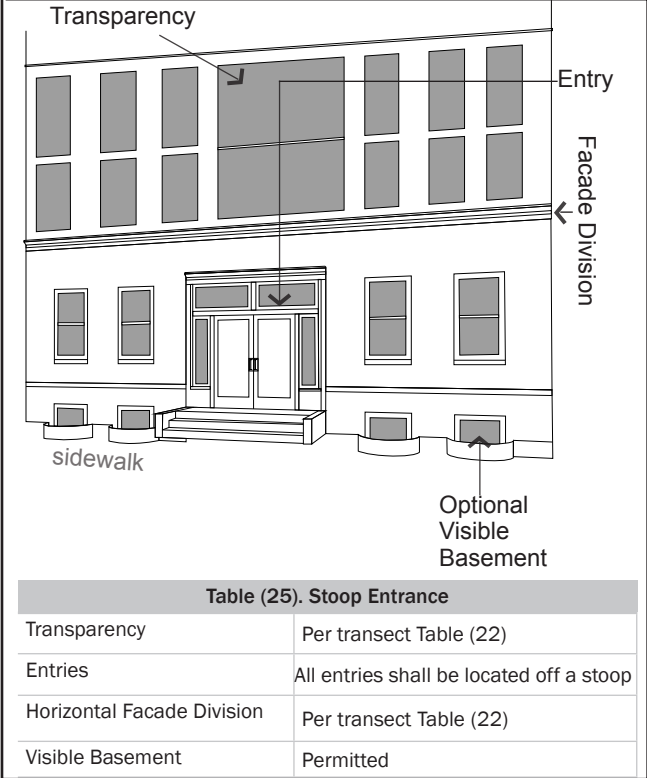 Transparency
Entry
Facade Division
sidewalk
Optional
Visible
Basement
Table (25). Stoop Entrance
Transparency Per transect Table (22)
Entries All entries shall be located off a stoop
Horizontal Facade Division Per transect Table (22)
Visible Basement Permitted